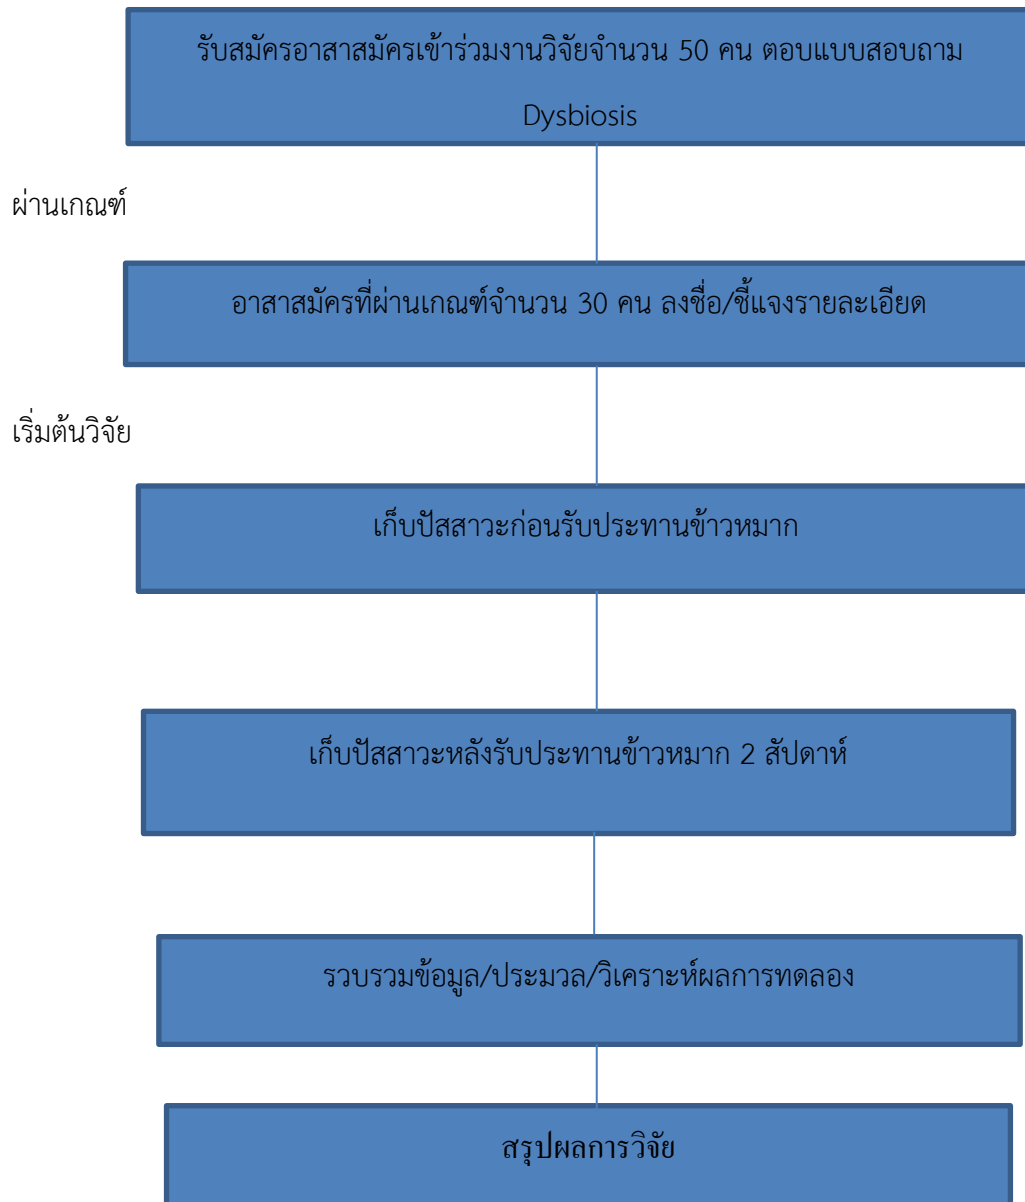 รับสมัครอาสาสมัครเข้าร่วมงานวิจัยจำนวน 50 คน ตอบแบบสอบถาม
Dysbiosis
ผ่านเกณฑ์
อาสาสมัครที่ผ่านเกณฑ์จำนวน 30 คน ลงชื่อ/ชี้แจงรายละเอียด
เริ่มต้นวิจัย
เก็บปัสสาวะก่อนรับประทานข้าวหมาก
เก็บปัสสาวะหลังรับประทานข้าวหมาก 2 สัปดาห์
รวบรวมข้อมูล/ประมวล/วิเคราะห์ผลการทดลอง
สรุปผลการวิจัย